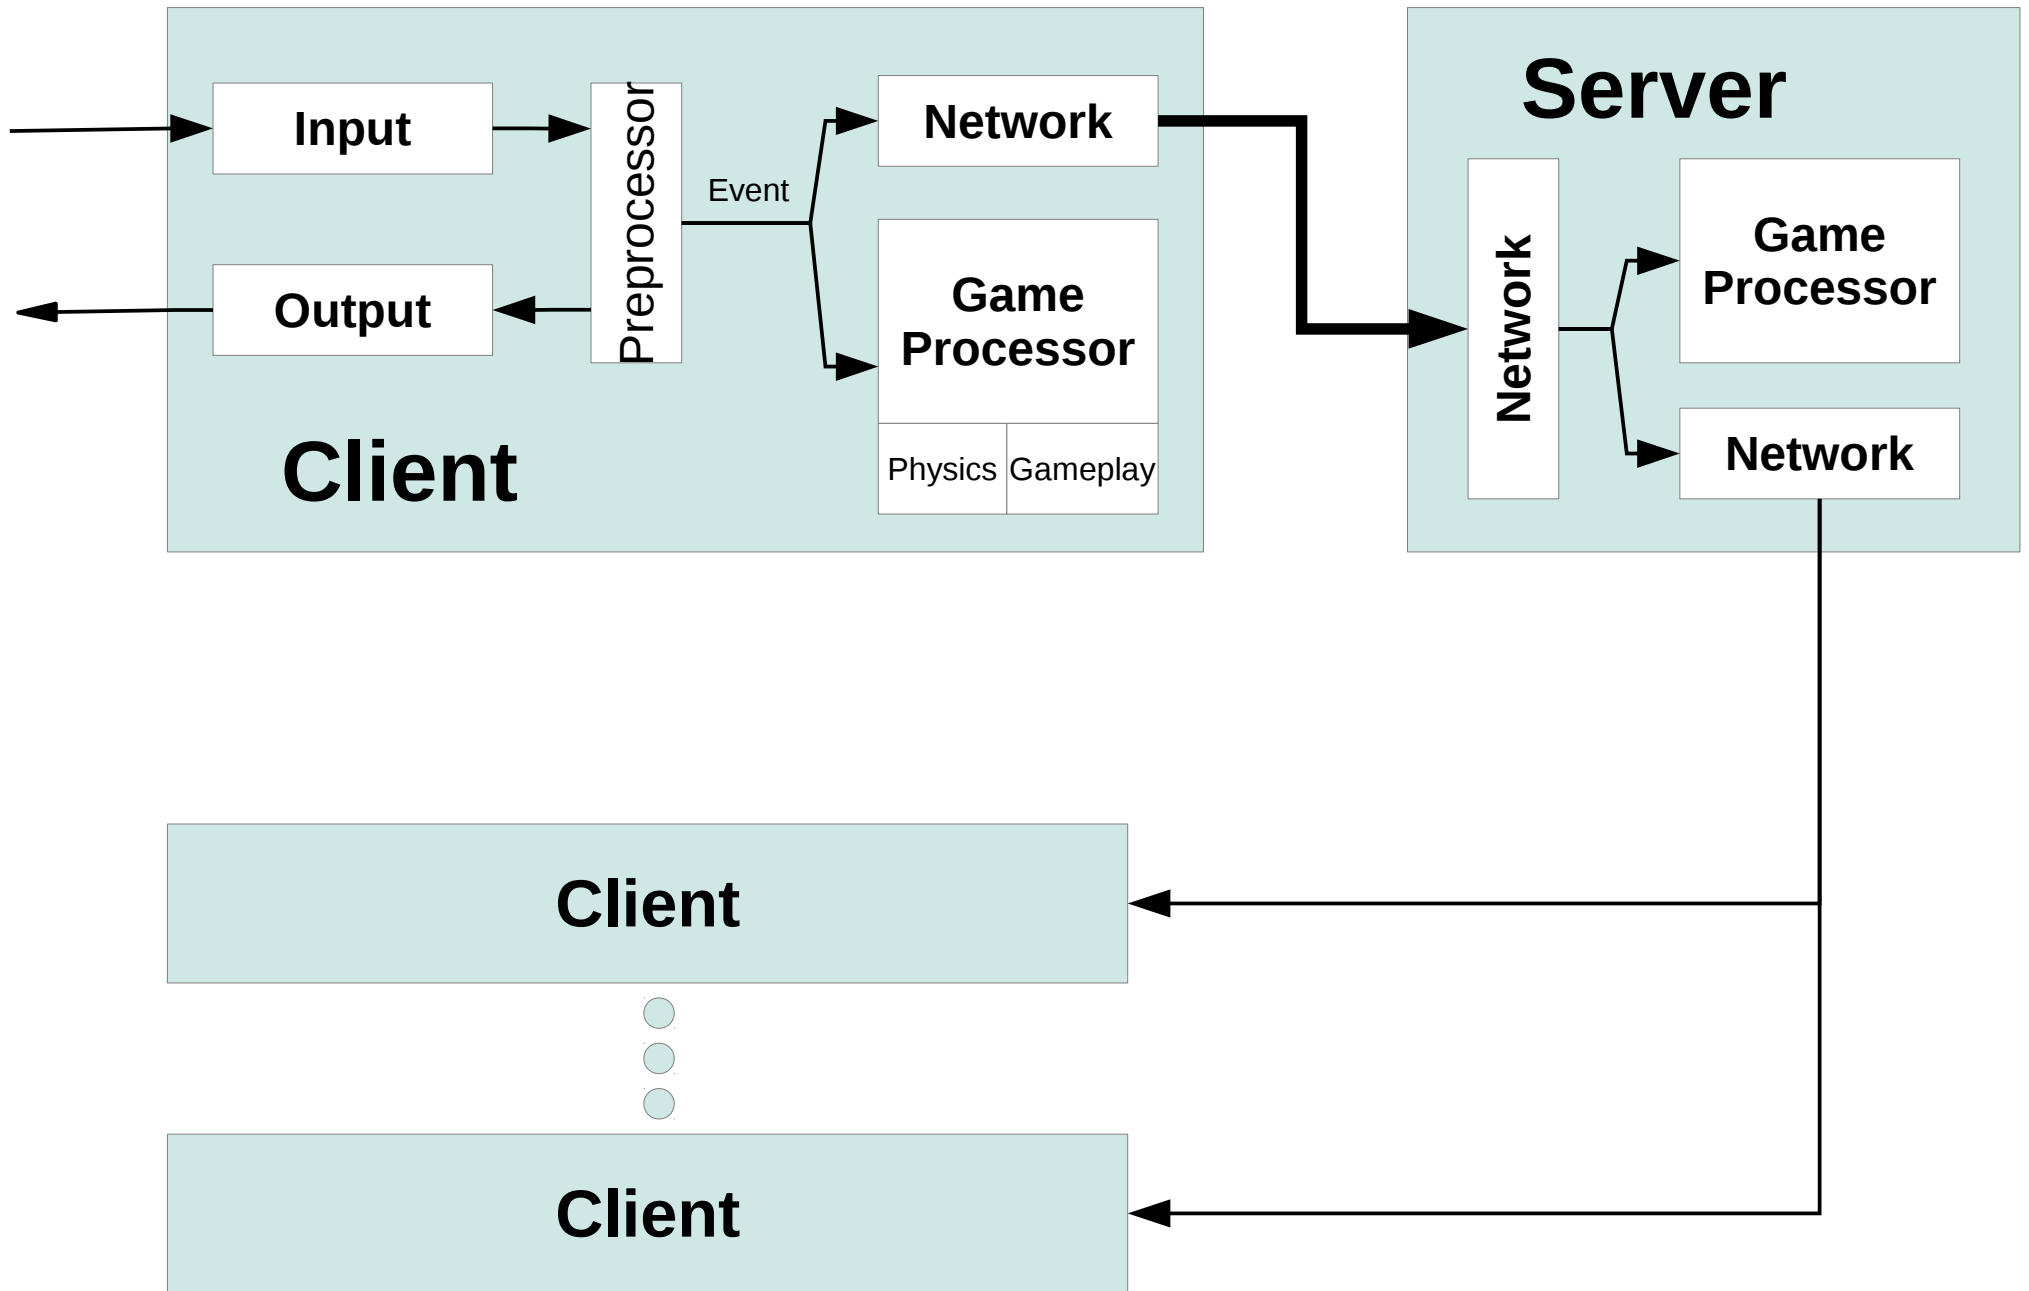 Input
Output
Preprocessor
Event
Network
Game
Processor
Physics
Gameplay
Client
Server
Network
Game
Processor
Network
Client
Client